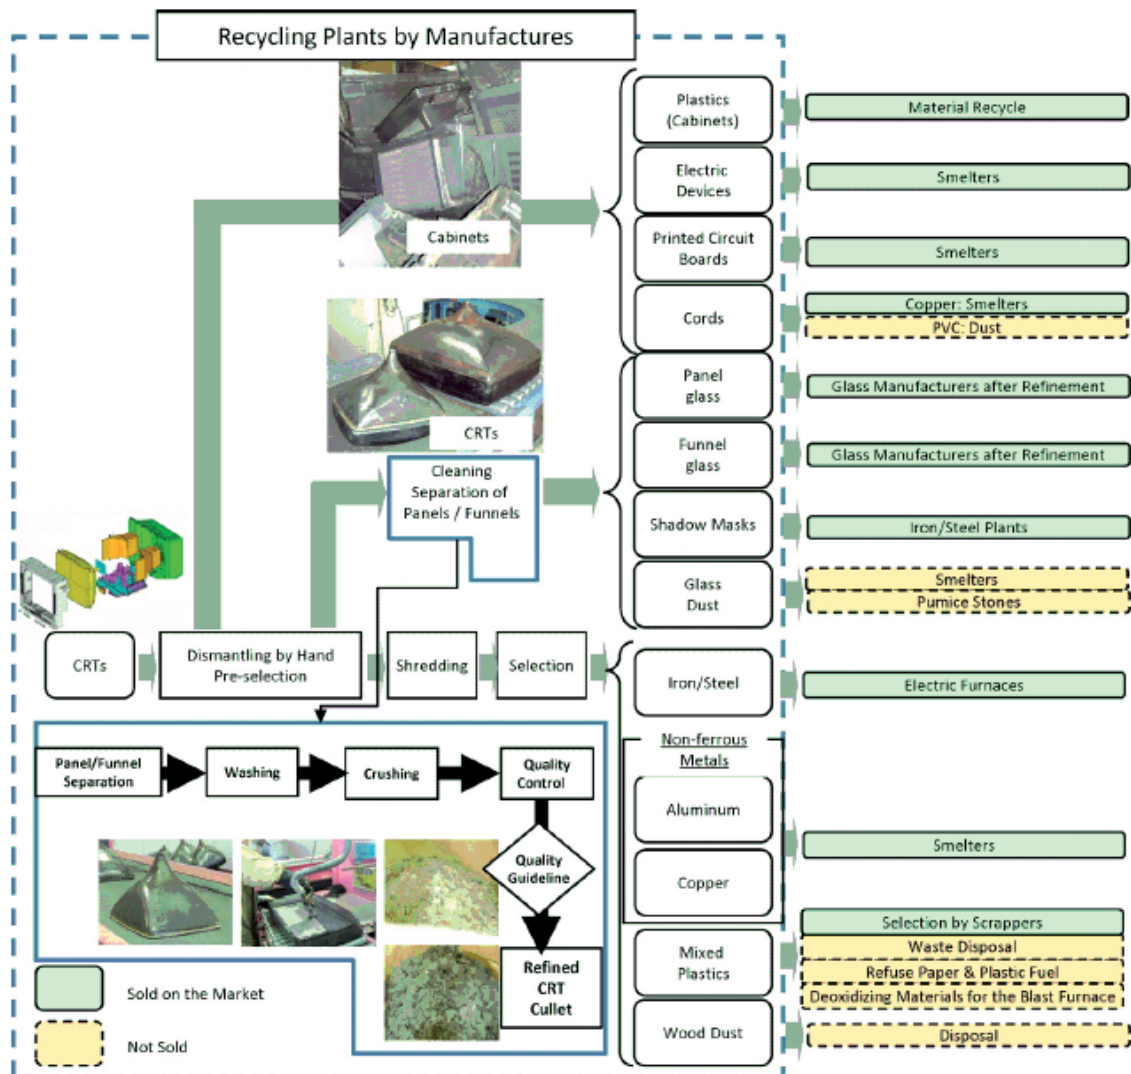 Recycling Plants by Manufactures
Cabinets
CRTs
Cleaning
Separation of
Panels / Funnels
Plastics
(Cabinets)
Material Recycle
Electric
Devices
Smelters
Printed Circuit
Boards
Smelters
Cords
Copper: Smelters
PVC: Dust
Panel
glass
Glass Manufacturers after Refinement
Funnel
glass
Glass Manufacturers after Refinement
Shadow Masks
Iron/Steel Plants
Glass
Dust
Smelters
Pumice Stones
CRTs
Dismantling by Hand
Pre-selection
Shredding
Selection
Iron/Steel
Electric Furnaces
Non-ferrous
Metals
Aluminum
Copper
Smelters
Mixed
Plastics
Selection by Scrappers
Waste Disposal
Refuse Paper & Plastic Fuel
Deoxidizing Materials for the Blast Furnace
Wood Dust
Disposal
Panel/Funnel
Separation
Washing
Crushing
Quality
Control
Quality
Guideline
Refined
CRT
Cullet
Sold on the Market
Not Sold